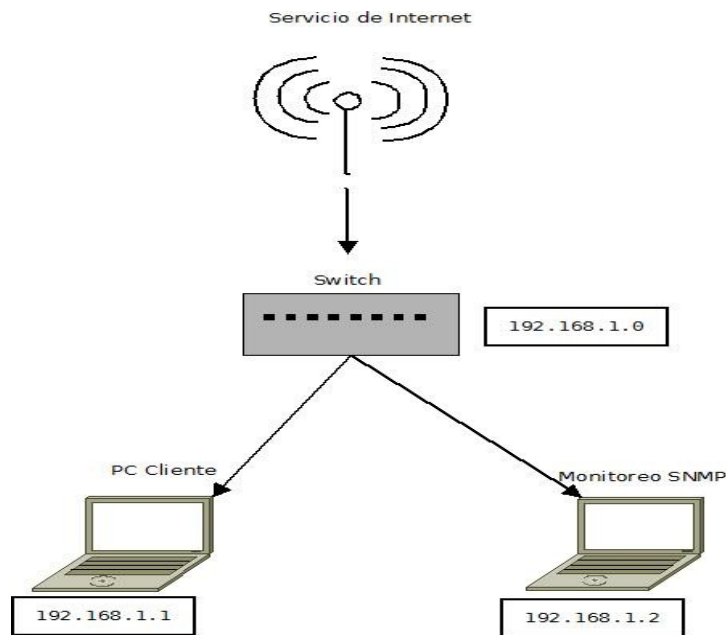 Servicio de Internet
Switch
192.168.1.0
PC Cliente
Monitoreo SNMP
192.168.1.1
192.168.1.2